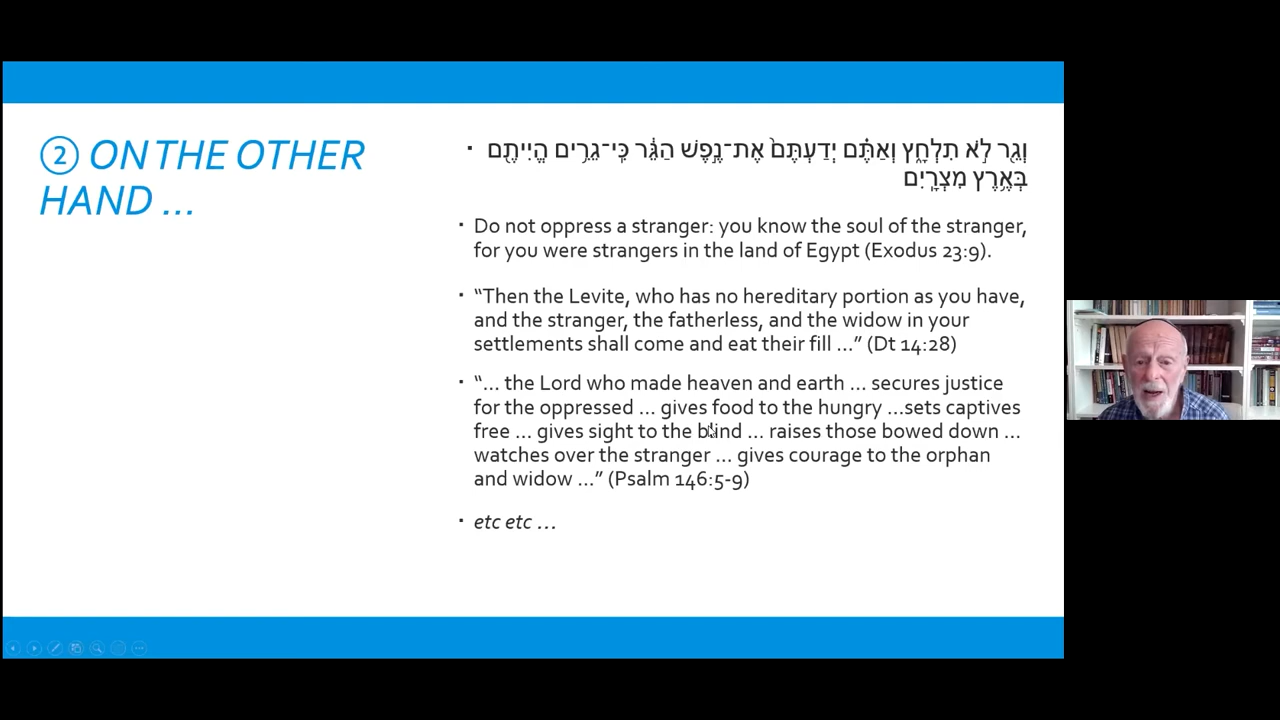 ② ON THE OTHER
HAND ...
▪ וְגֵ֖ר לֹ֣א תִלְחָ֑ץ וְאַתֶּ֗ם יְדַעְתֶּם֙ אֶת־נֶ֣פֶשׁ הַגֵּ֔ר כִּֽי־גֵרִ֥ים הֱיִיתֶ֖ם
בְּאֶ֥רֶץ מִצְרָֽיִם
▪ Do not oppress a stranger: you know the soul of the stranger,
for you were strangers in the land of Egypt (Exodus 23:9).
▪ “Then the Levite, who has no hereditary portion as you have,
and the stranger, the fatherless, and the widow in your
settlements shall come and eat their fill ...” (Dt 14:28)
▪ “... the Lord who made heaven and earth ... secures justice
for the oppressed ... gives food to the hungry ...sets captives
free ... gives sight to the blind ... raises those bowed down ...
watches over the stranger ... gives courage to the orphan
and widow ...” (Psalm 146:5-9)
▪ etc etc ...